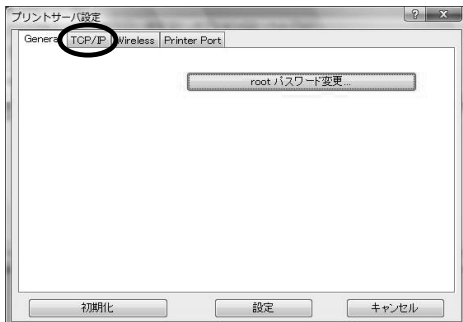 プリントサーバ設定
General TCP/IP Wireless Printer Port
root パスワード変更...
初期化 設定 キャンセル